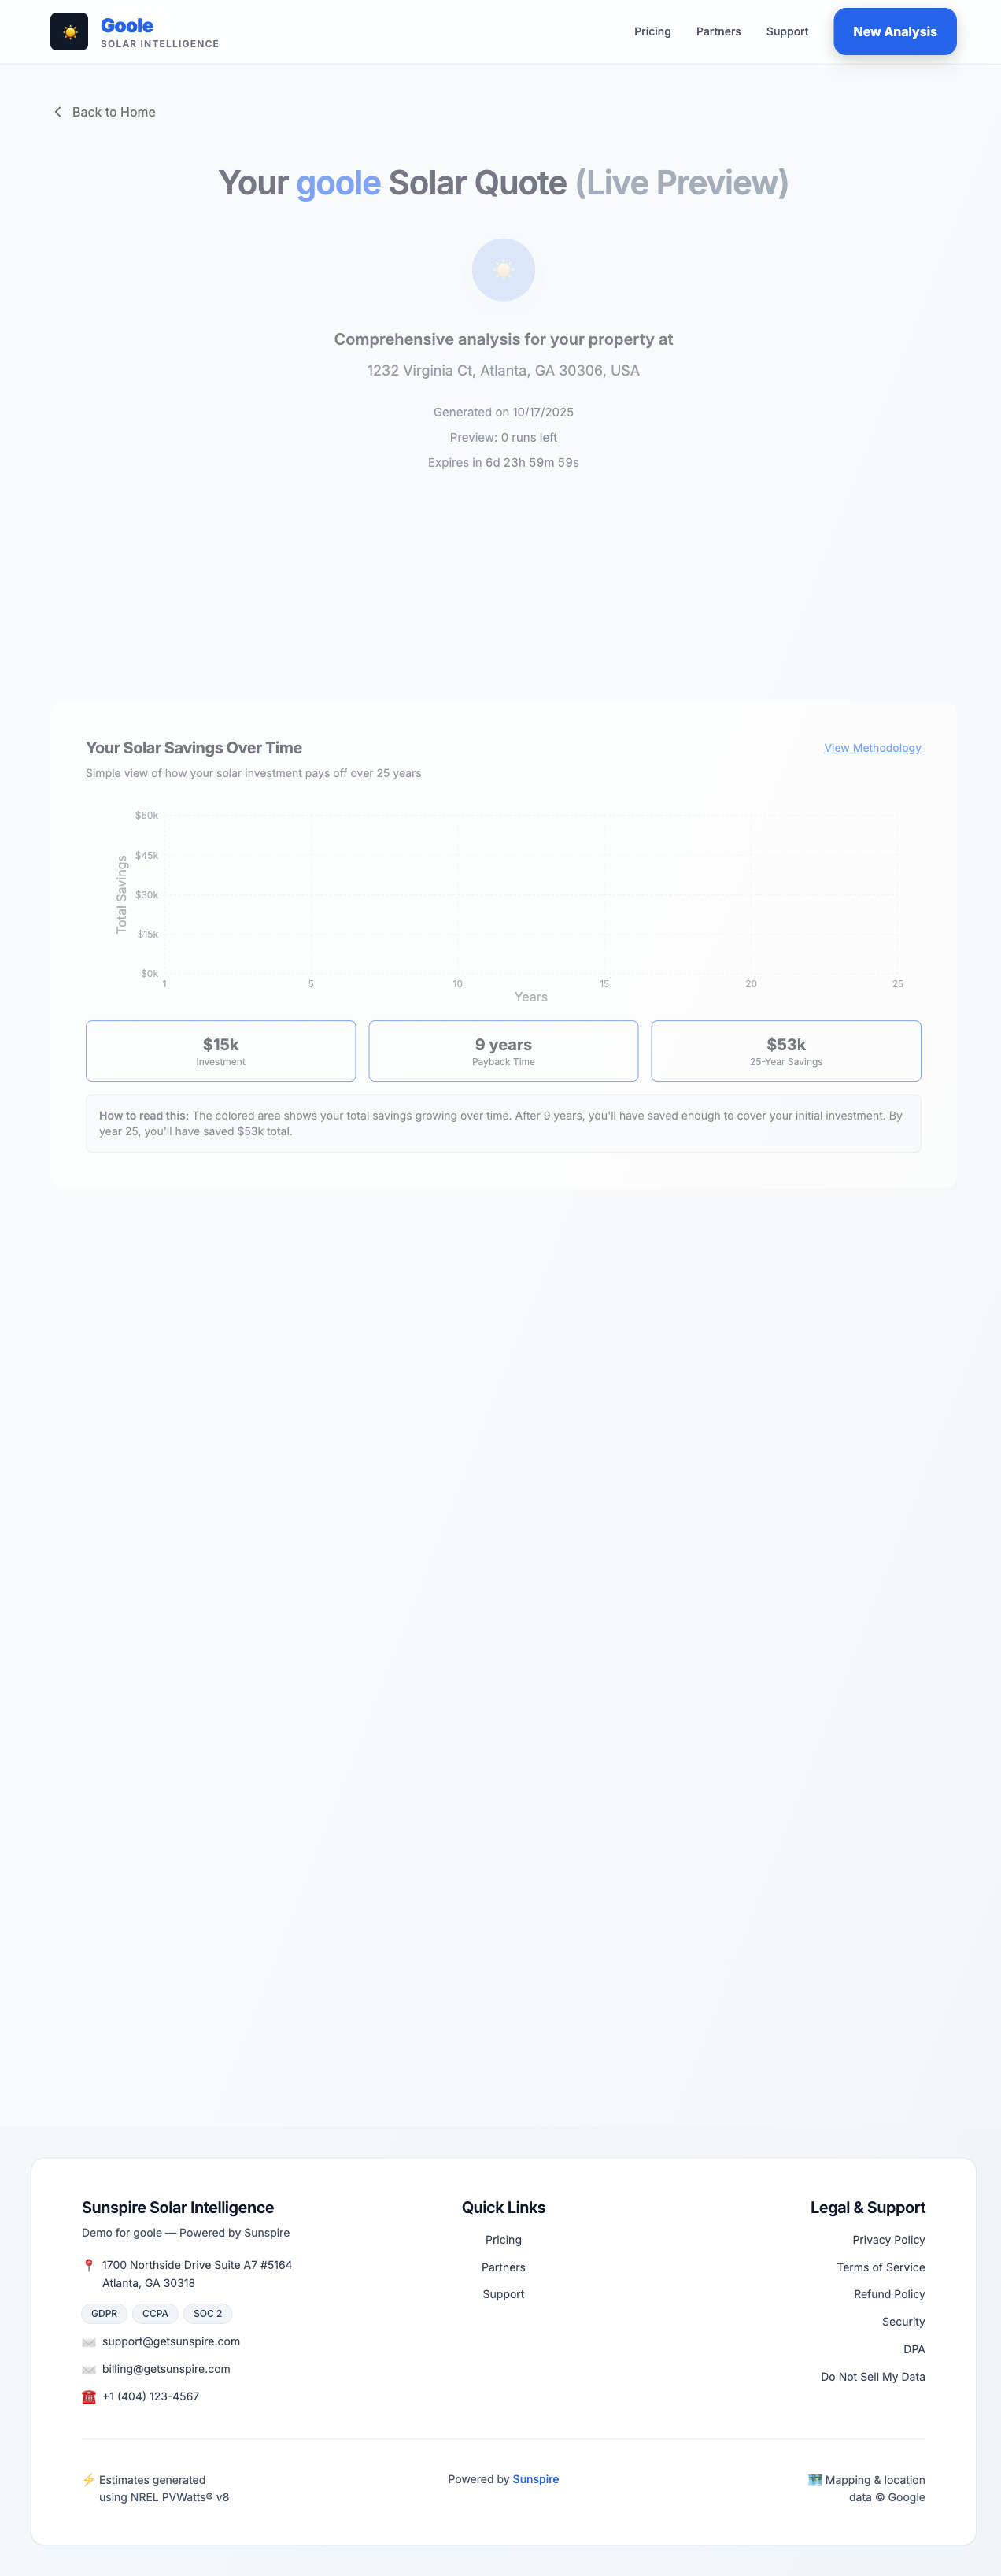 Goole
SOLAR INTELLIGENCE
Pricing
Partners
Support
New Analysis
Back to Home
Your goole Solar Quote (Live Preview)
Comprehensive analysis for your property at
1232 Virginia Ct, Atlanta, GA 30306, USA
Generated on 10/17/2025
Preview: 0 runs left
Expires in 6d 23h 59m 59s
Your Solar Savings Over Time
View Methodology
Simple view of how your solar investment pays off over 25 years
$60k
$45k
$30k
$15k
$0k
Total Savings
1
5
10
15
20
25
Years
$15k
Investment
9 years
Payback Time
$53k
25-Year Savings
How to read this: The colored area shows your total savings growing over time. After 9 years, you'll have saved enough to cover your initial investment. By
year 25, you'll have saved $53k total.
Sunspire Solar Intelligence
Demo for goole — Powered by Sunspire
1700 Northside Drive Suite A7 #5164
Atlanta, GA 30318
GDPR
CCPA
SOC 2
support@getsunspire.com
billing@getsunspire.com
+1 (404) 123-4567
Quick Links
Pricing
Partners
Support
Legal & Support
Privacy Policy
Terms of Service
Refund Policy
Security
DPA
Do Not Sell My Data
Estimates generated
using NREL PVWatts® v8
Powered by Sunspire
Mapping & location
data © Google